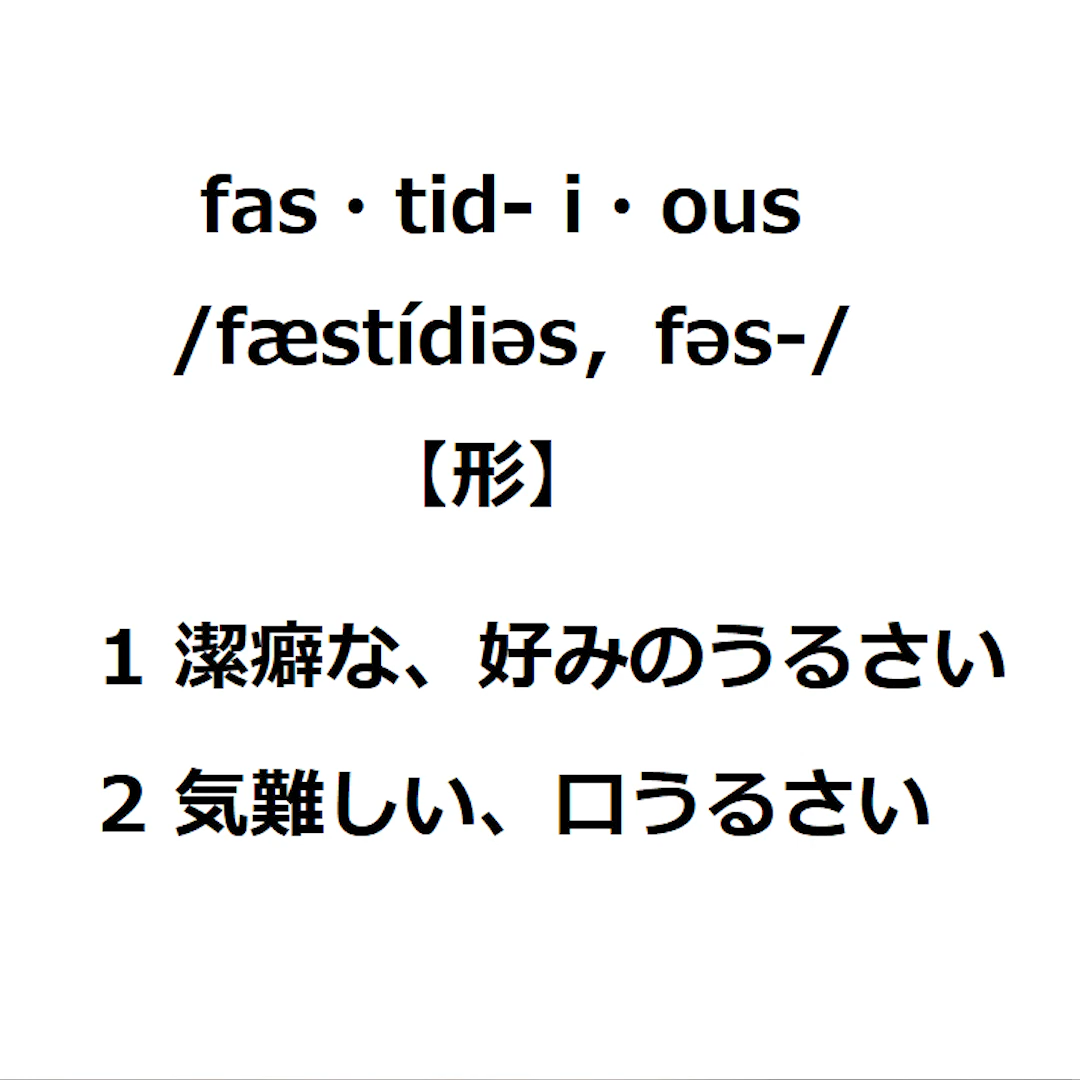 fas・tid- i・ous
/fæstídiəs, fəs-/
【形】
1 潔癖な、好みのうるさい
2 気難しい、口うるさい